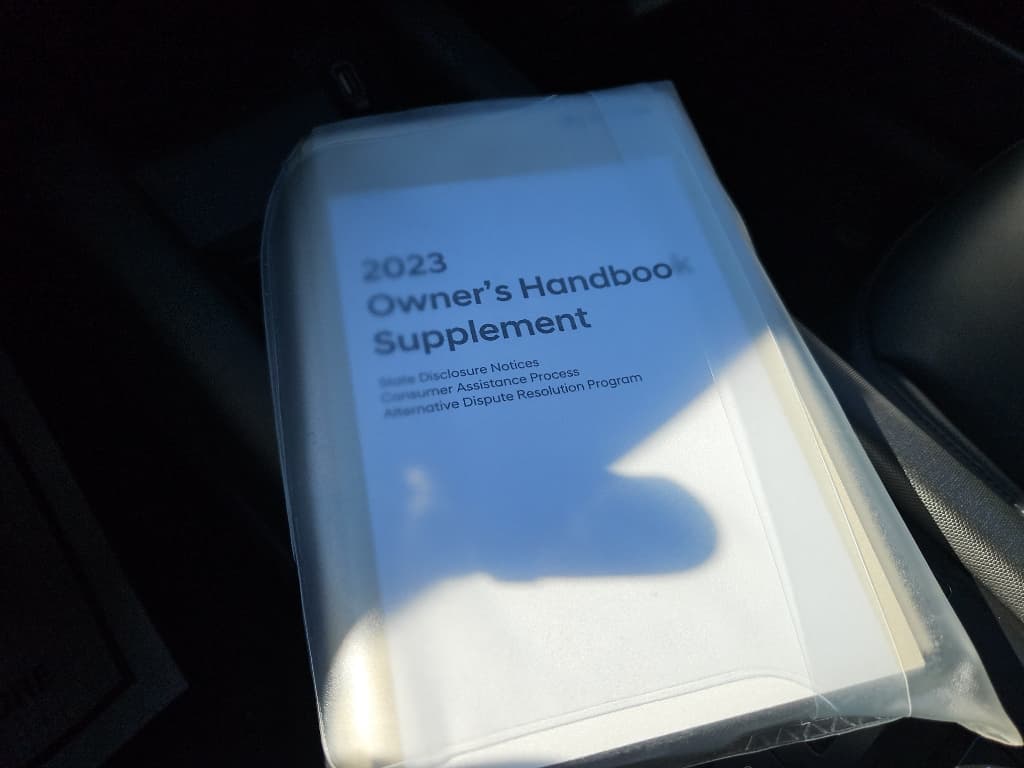 2023
Owner's Handbook
Supplement
State Disclosure Notices
Consumer Assistance Process
Alternative Dispute Resolution Program